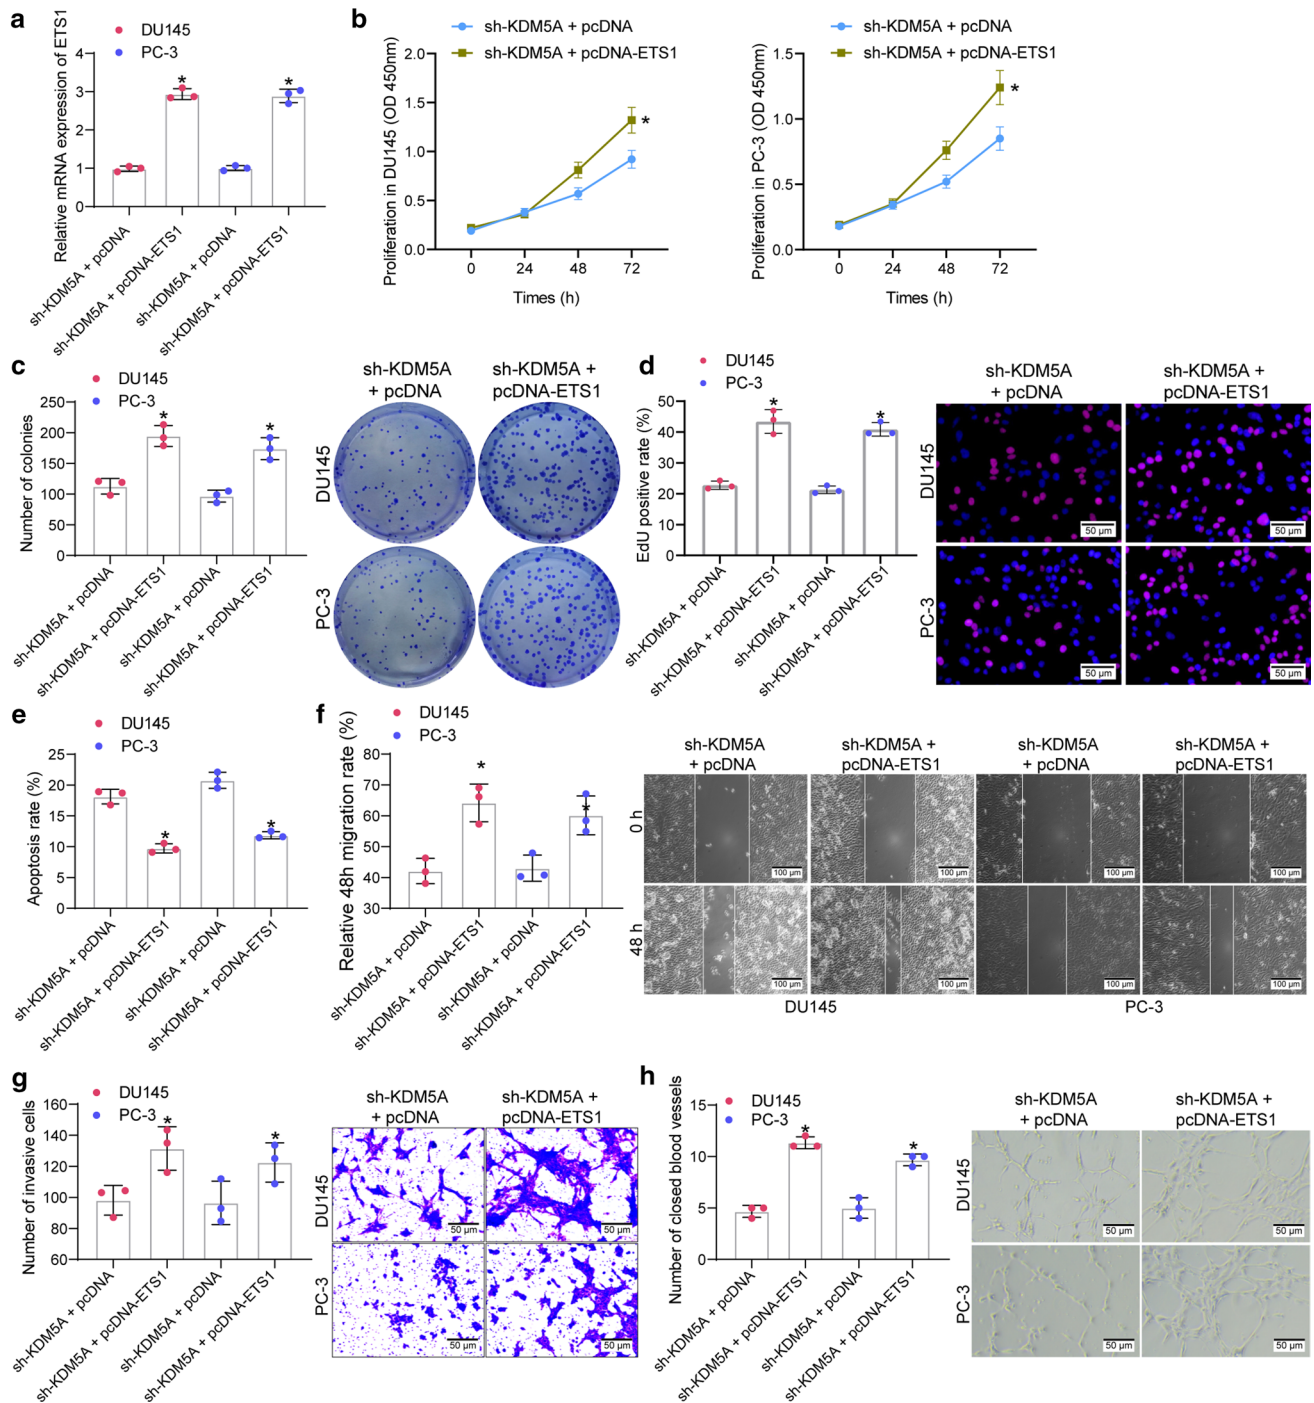 a
DU145
PC-3
Relative mRNA expression of ETS1
4
3
2
1
0
sh-KDM5A + pcDNA
sh-KDM5A + pcDNA-ETS1
sh-KDM5A + pcDNA
sh-KDM5A + pcDNA-ETS1
*
*
b
sh-KDM5A + pcDNA
sh-KDM5A + pcDNA-ETS1
Proliferation in DU145 (OD 450nm)
2.0
1.5
1.0
0.5
0.0
*
0 24 48 72
Times (h)
sh-KDM5A + pcDNA
sh-KDM5A + pcDNA-ETS1
Proliferation in PC-3 (OD 450nm)
1.5
1.0
0.5
0.0
*
0 24 48 72
Times (h)
c
DU145
PC-3
Number of colonies
250
200
150
100
50
0
*
*
sh-KDM5A + pcDNA
sh-KDM5A + pcDNA-ETS1
sh-KDM5A + pcDNA
sh-KDM5A + pcDNA-ETS1
sh-KDM5A
+ pcDNA
sh-KDM5A +
pcDNA-ETS1
DU145
PC-3
d
DU145
PC-3
EdU positive rate (%)
50
40
30
20
10
0
*
*
sh-KDM5A + pcDNA
sh-KDM5A + pcDNA-ETS1
sh-KDM5A + pcDNA
sh-KDM5A + pcDNA-ETS1
sh-KDM5A
+ pcDNA
sh-KDM5A +
pcDNA-ETS1
DU145
50 µm
50 µm
PC-3
50 µm
50 µm
e
DU145
PC-3
Apoptosis rate (%)
25
20
15
10
5
0
*
*
sh-KDM5A + pcDNA
sh-KDM5A + pcDNA-ETS1
sh-KDM5A + pcDNA
sh-KDM5A + pcDNA-ETS1
f
DU145
PC-3
Relative 48h migration rate (%)
80
70
60
50
40
30
*
*
sh-KDM5A + pcDNA
sh-KDM5A + pcDNA-ETS1
sh-KDM5A + pcDNA
sh-KDM5A + pcDNA-ETS1
sh-KDM5A
+ pcDNA
sh-KDM5A +
pcDNA-ETS1
sh-KDM5A
+ pcDNA
sh-KDM5A +
pcDNA-ETS1
0 h
100 µm
100 µm
100 µm
100 µm
48 h
100 µm
100 µm
100 µm
100 µm
DU145
PC-3
g
DU145
PC-3
Number of invasive cells
160
140
120
100
80
60
*
*
sh-KDM5A + pcDNA
sh-KDM5A + pcDNA-ETS1
sh-KDM5A + pcDNA
sh-KDM5A + pcDNA-ETS1
sh-KDM5A
+ pcDNA
sh-KDM5A +
pcDNA-ETS1
DU145
50 µm
50 µm
PC-3
50 µm
50 µm
h
DU145
PC-3
Number of closed blood vessels
15
10
5
0
*
*
sh-KDM5A + pcDNA
sh-KDM5A + pcDNA-ETS1
sh-KDM5A + pcDNA
sh-KDM5A + pcDNA-ETS1
sh-KDM5A
+ pcDNA
sh-KDM5A +
pcDNA-ETS1
DU145
50 µm
50 µm
PC-3
50 µm
50 µm